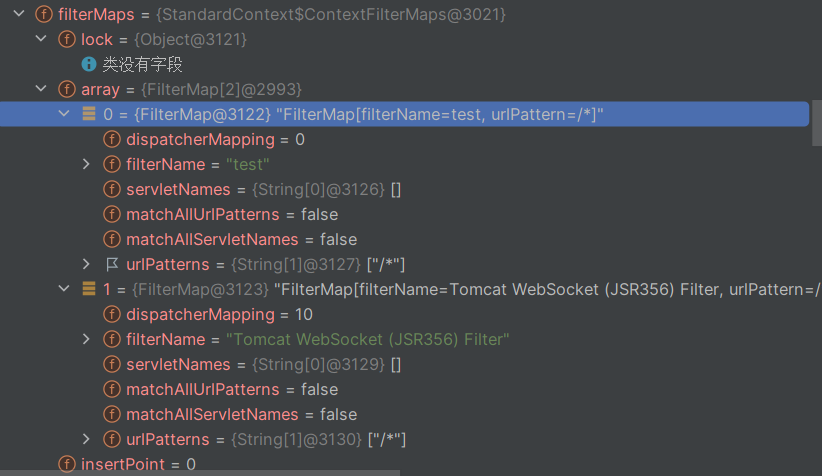 filterMaps = {StandardContext$ContextFilterMaps@3021}
lock = {Object@3121}
类没有字段
array = {FilterMap[2]@2993}
0 = {FilterMap@3122} "FilterMap[filterName=test, urlPattern=/*]"
dispatcherMapping = 0
filterName = "test"
servletNames = {String[0]@3126} []
matchAllUrlPatterns = false
matchAllServletNames = false
urlPatterns = {String[1]@3127} ["/*"]
1 = {FilterMap@3123} "FilterMap[filterName=Tomcat WebSocket (JSR356) Filter, urlPattern=/
dispatcherMapping = 10
filterName = "Tomcat WebSocket (JSR356) Filter"
servletNames = {String[0]@3129} []
matchAllUrlPatterns = false
matchAllServletNames = false
urlPatterns = {String[1]@3130} ["/*"]
insertPoint = 0